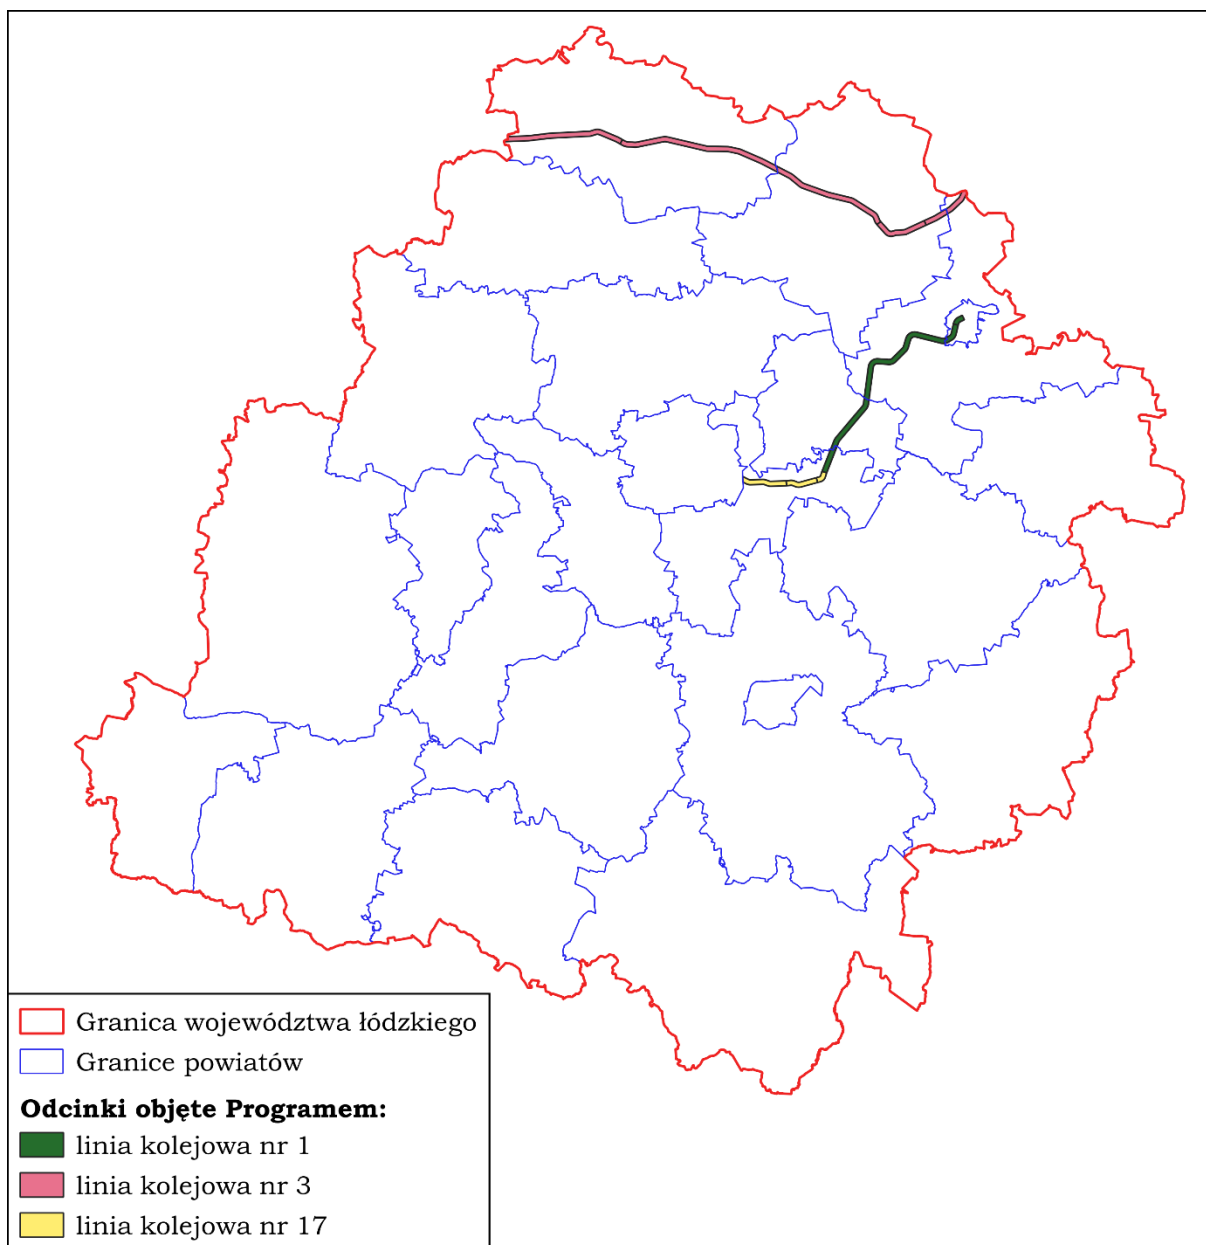 Granica województwa łódzkiego
Granice powiatów
Odcinki objęte Programem:
linia kolejowa nr 1
linia kolejowa nr 3
linia kolejowa nr 17